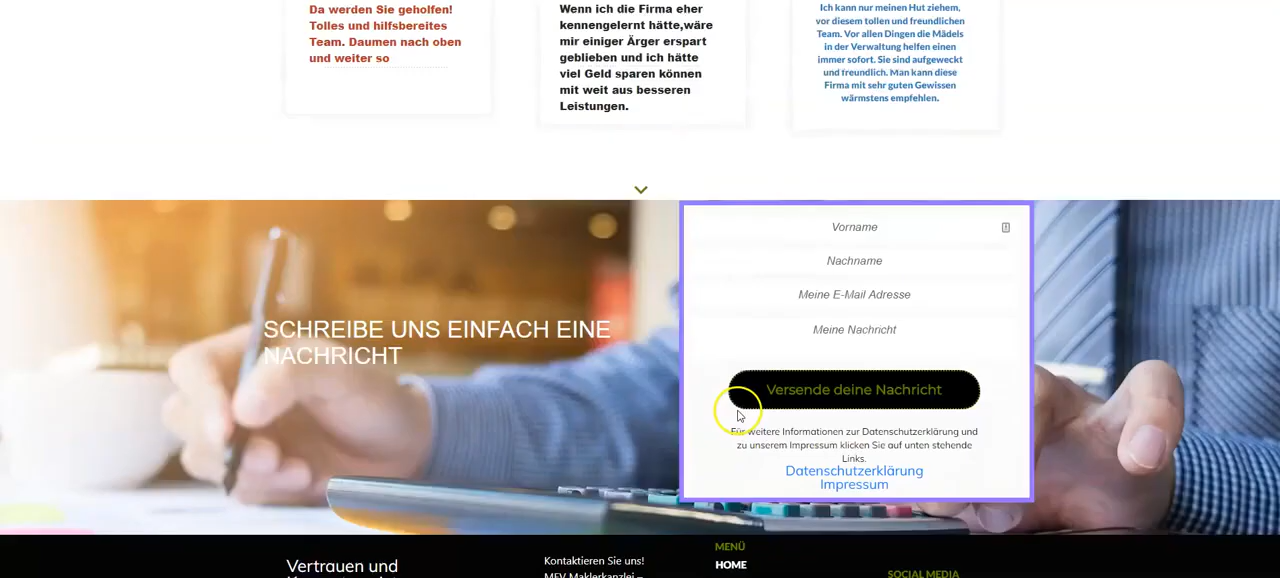 Da werden Sie geholfen!
Tolles und hilfsbereites
Team. Daumen nach oben
und weiter so
Wenn ich die Firma eher
kennengelernt hätte,wäre
mir einiger Ärger erspart
geblieben und ich hätte
viel Geld sparen können
mit weit aus besseren
Leistungen.
Ich kann nur meinen Hut ziehem,
vor diesem tollen und freundlichen
Team. Vor allen Dingen die Mädels
in der Verwaltung helfen einen
immer sofort. Sie sind aufgeweckt
und freundlich. Man kann diese
Firma mit sehr guten Gewissen
wärmstens empfehlen.
SCHREIBE UNS EINFACH EINE
NACHRICHT
Vorname
Nachname
Meine E-Mail Adresse
Meine Nachricht
Versende deine Nachricht
Für weitere Informationen zur Datenschutzerklärung und
zu unserem Impressum klicken Sie auf unten stehende
Links.
Datenschutzerklärung
Impressum
Vertrauen und
Kontaktieren Sie uns!
MFV Maklerkanzlei –
MENÜ
HOME
SOCIAL MEDIA